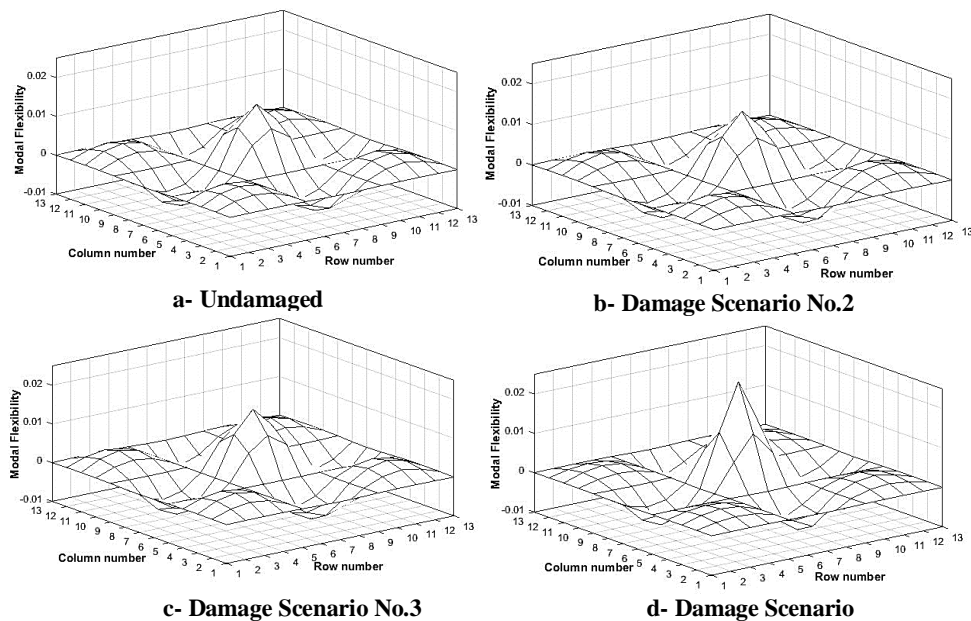 Modal Flexibility
0.02
0.01
0
-0.01
13 12 11 10 9 8 7 6 5 4 3 2 1
Column number
1 2 3 4 5 6 7 8 9 10 11 12 13
Row number
a- Undamaged
Modal Flexibility
0.02
0.01
0
-0.01
13 12 11 10 9 8 7 6 5 4 3 2 1
Column number
1 2 3 4 5 6 7 8 9 10 11 12 13
Row number
b- Damage Scenario No.2
Modal Flexibility
0.02
0.01
0
-0.01
13 12 11 10 9 8 7 6 5 4 3 2 1
Column number
1 2 3 4 5 6 7 8 9 10 11 12 13
Row number
c- Damage Scenario No.3
Modal Flexibility
0.02
0.01
0
-0.01
13 12 11 10 9 8 7 6 5 4 3 2 1
Column number
1 2 3 4 5 6 7 8 9 10 11 12 13
Row number
d- Damage Scenario